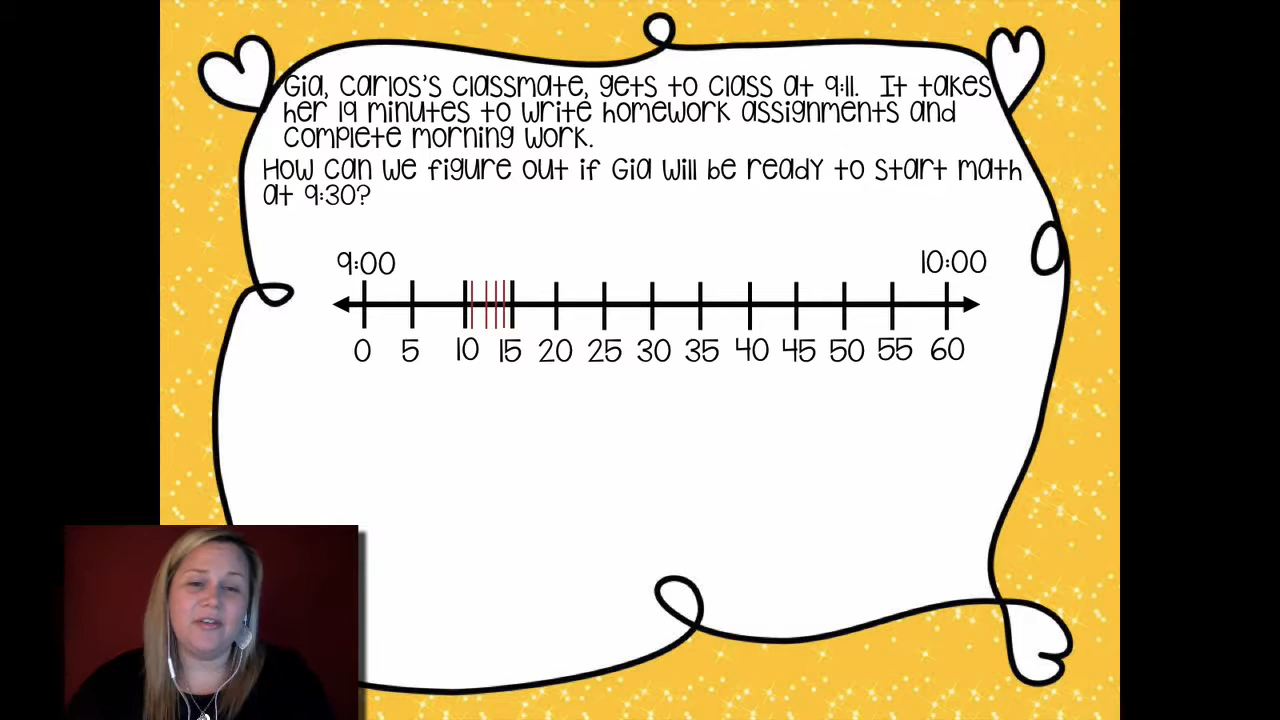 Gia, Carlos's classmate, gets to class at 9:11. It takes
her 19 minutes to write homework assignments and
complete morning work.
How can we figure out if Gia will be ready to start math
at 9:30?
9:00 10:00
0 5 10 15 20 25 30 35 40 45 50 55 60